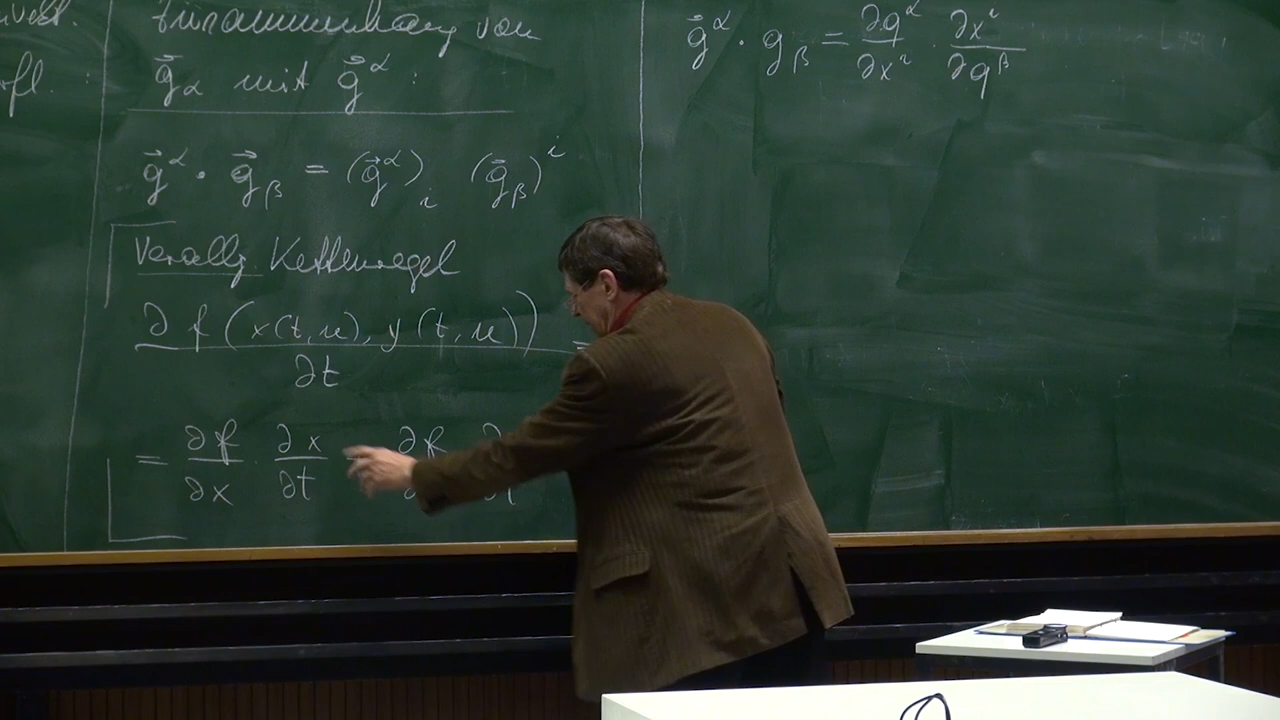 Zusammenhang von
g⃗_α mit g⃗^α :
g⃗^α · g⃗_β = (g⃗^α)_i (g⃗_β)^i
Verallg. Kettenregel
∂ f ( x(t,u), y(t,u) ) =
∂t
= ∂f/∂x · ∂x/∂t
g⃗^α · g_β = ∂q^α/∂x^i · ∂x^i/∂q^β